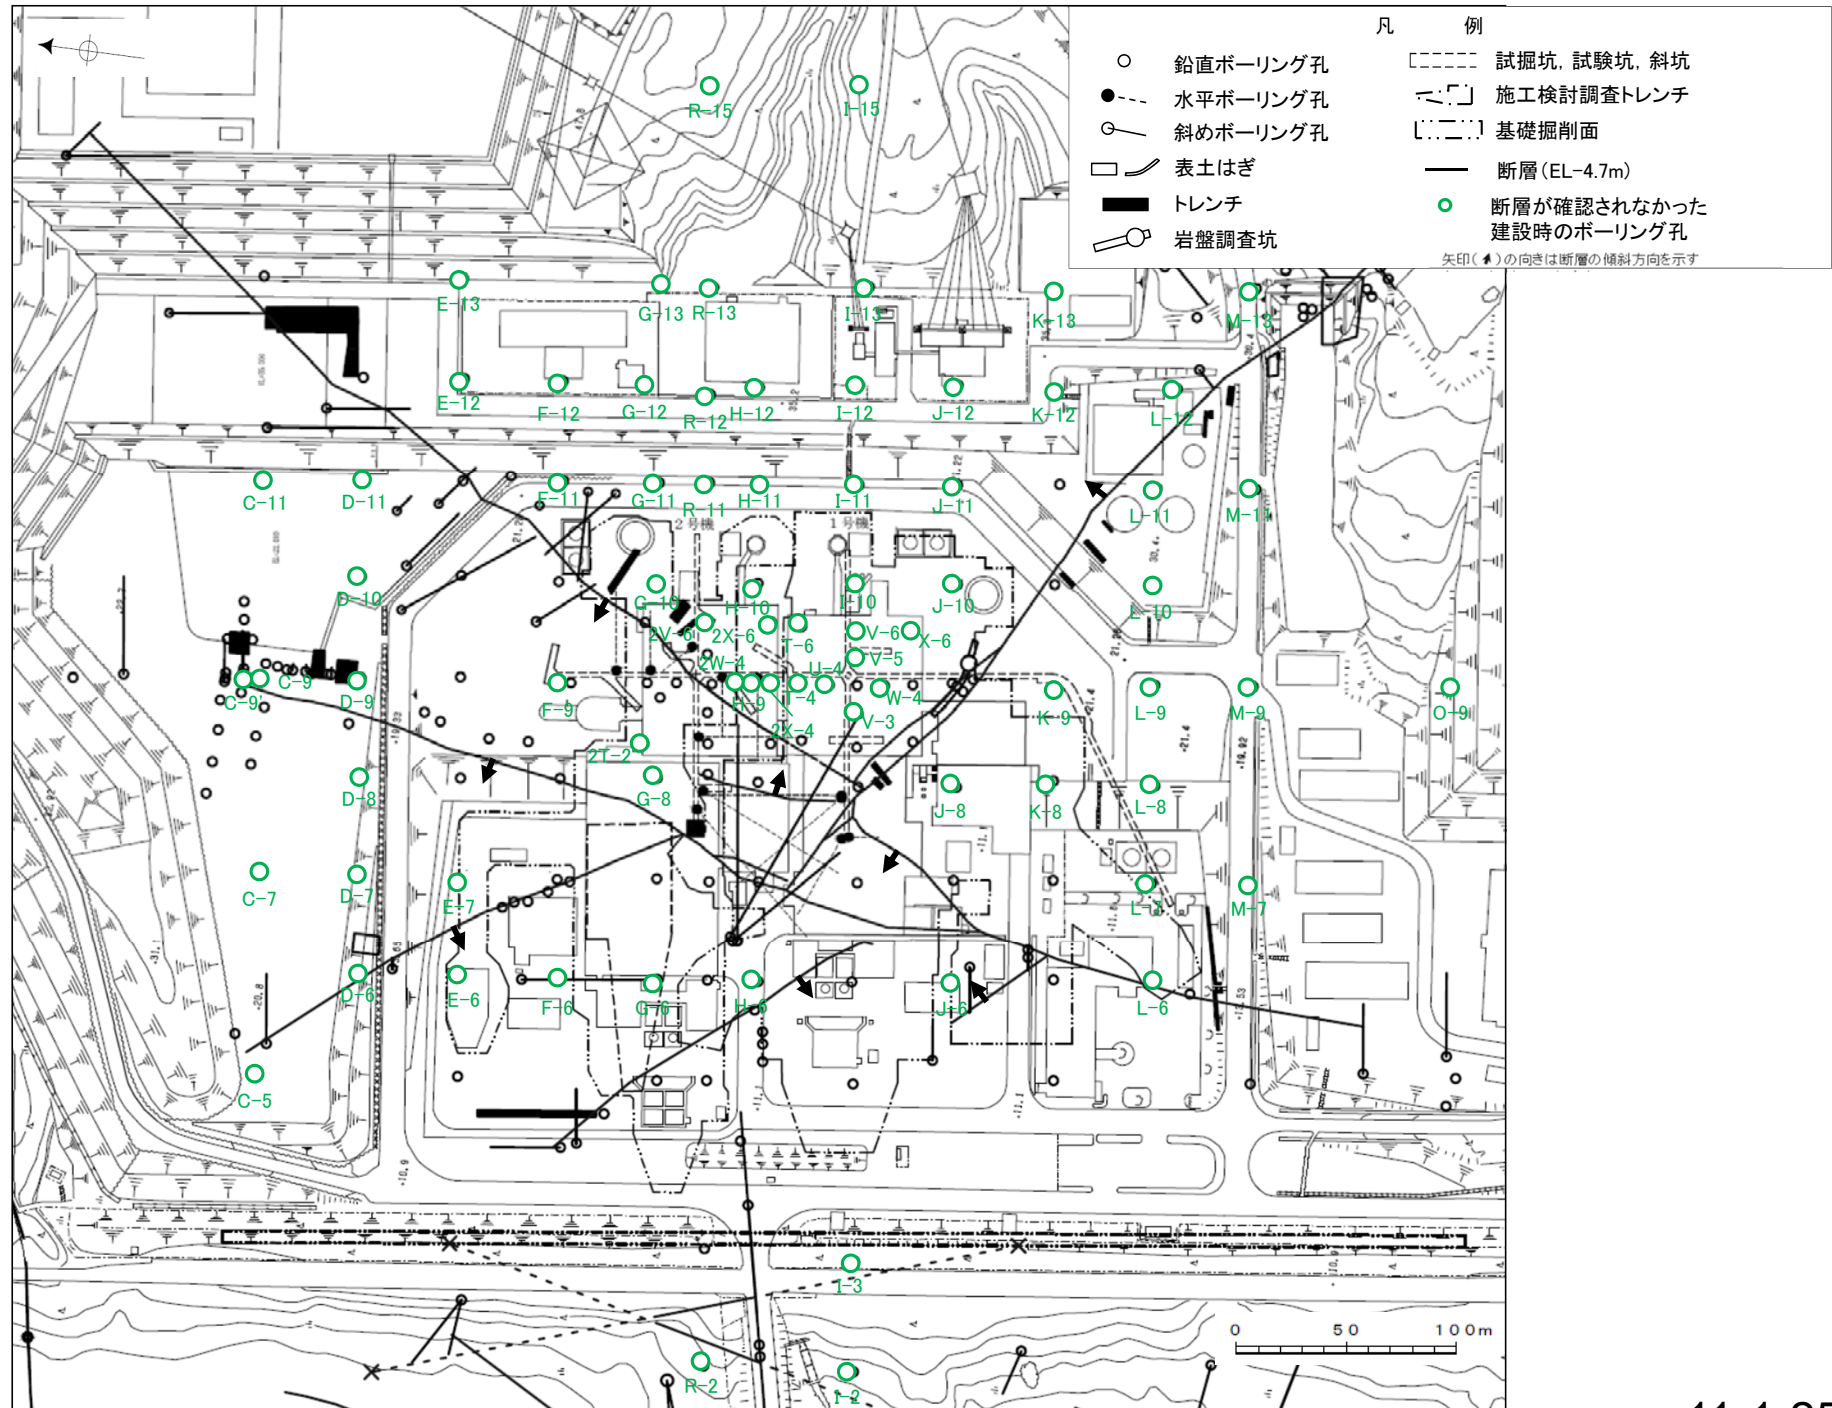 凡 例
鉛直ボーリング孔
水平ボーリング孔
斜めボーリング孔
表土はぎ
トレンチ
岩盤調査坑
試掘坑, 試験坑, 斜坑
施工検討調査トレンチ
基礎掘削面
断層(EL-4.7m)
断層が確認されなかった
建設時のボーリング孔
矢印( )の向きは断層の傾斜方向を示す
R-15 I-15
E-13 G-13 R-13 I-13 K-13 M-13
E-12 F-12 G-12 R-12 H-12 I-12 J-12 K-12 L-12
C-11 D-11 F-11 G-11 R-11 H-11 I-11 J-11 L-11 M-11
2号機 1号機
D-10 G-10 H-10 I-10 J-10 L-10
2V-6 2X-6 T-6 V-6 X-6
2W-4 U-4 V-5
C-9' C-9 D-9 F-9 H-9 T-4 W-4 K-9 L-9 M-9 O-9
2X-4 V-3
2T-2
D-8 G-8 J-8 K-8 L-8
C-7 D-7 E-7 L-7 M-7
D-6 E-6 F-6 G-6 H-6 J-6 L-6
C-5
I-3
R-2 I-2
0 50 100m